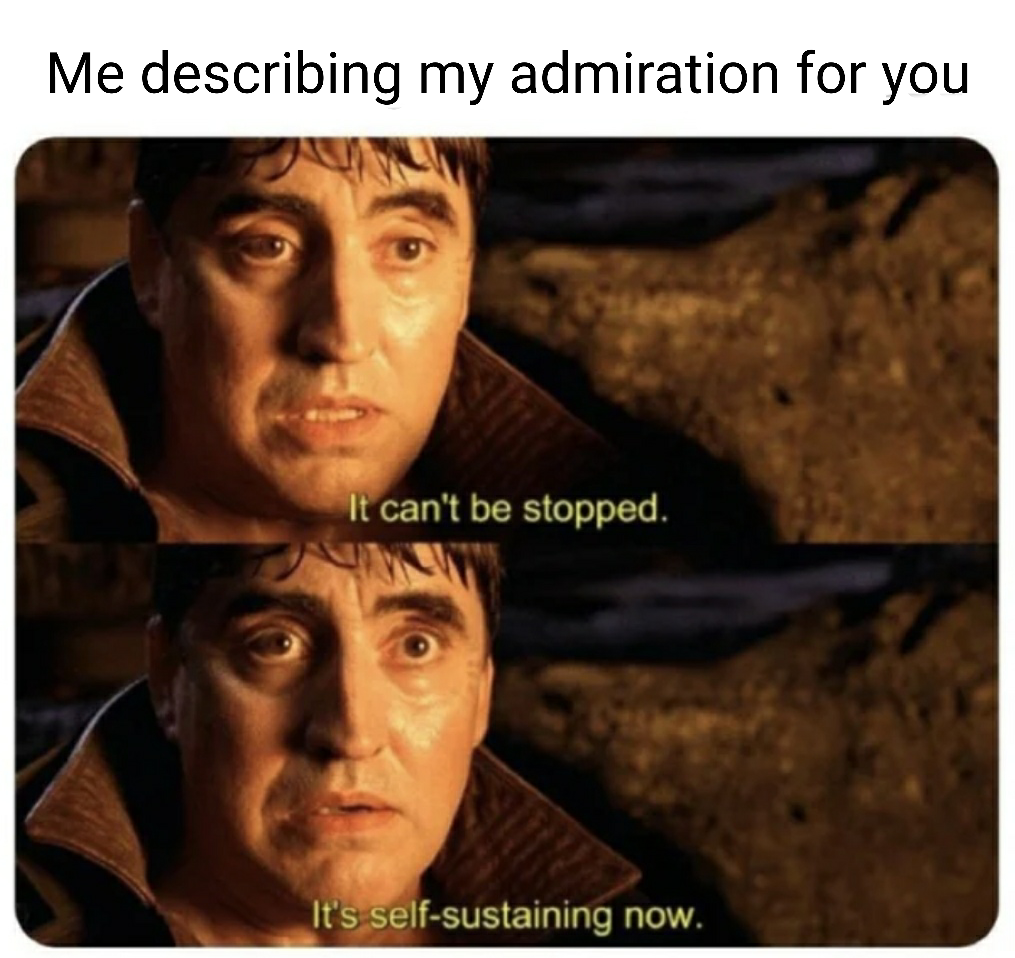 Me describing my admiration for you
It can't be stopped.
It's self-sustaining now.